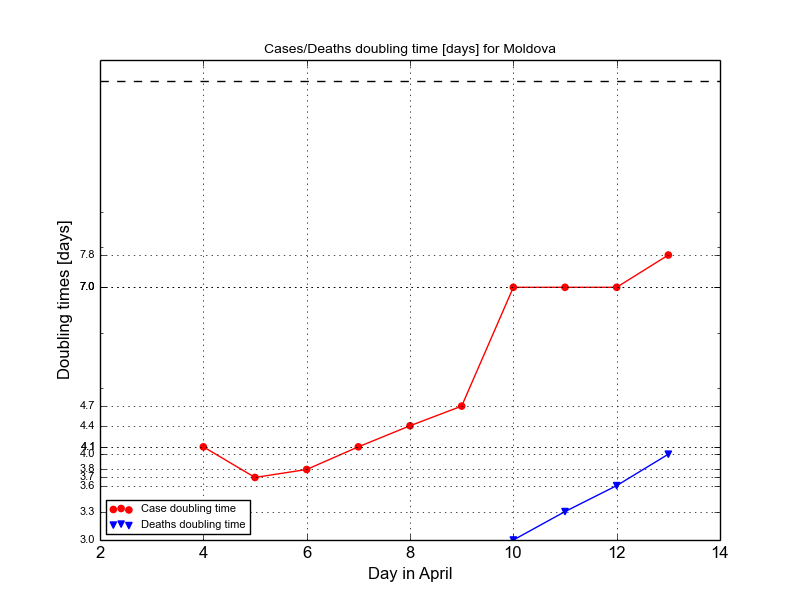 Cases/Deaths doubling time [days] for Moldova
Doubling times [days]
7.8
7.0
4.7
4.4
4.1
4.0
3.8
3.7
3.6
3.3
3.0
Case doubling time
Deaths doubling time
2 4 6 8 10 12 14
Day in April